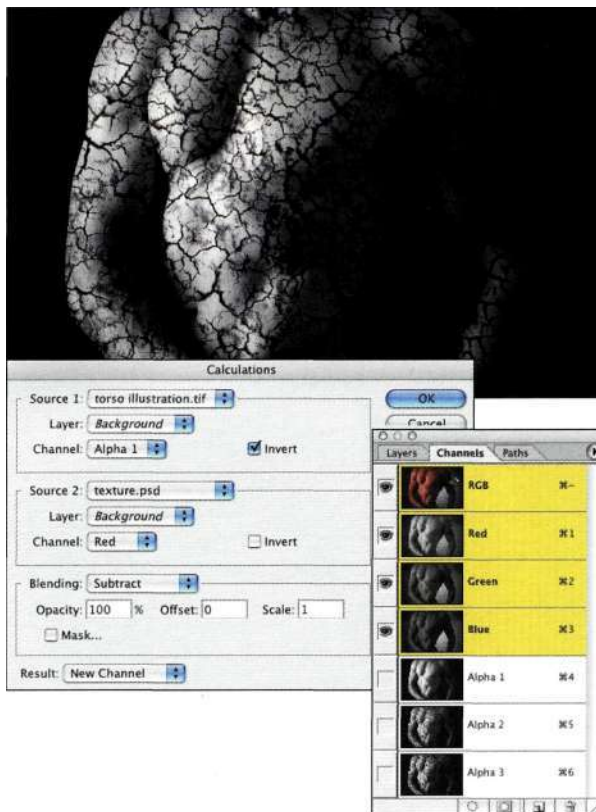 Calculations
Source 1: torso illustration.tif
Layer: Background
Channel: Alpha 1 Invert
Source 2: texture.psd
Layer: Background
Channel: Red Invert
Blending: Subtract
Opacity: 100 % Offset: 0 Scale: 1
Mask...
Result: New Channel
OK
Cancel
Layers Channels Paths
RGB ⌘~
Red ⌘1
Green ⌘2
Blue ⌘3
Alpha 1 ⌘4
Alpha 2 ⌘5
Alpha 3 ⌘6